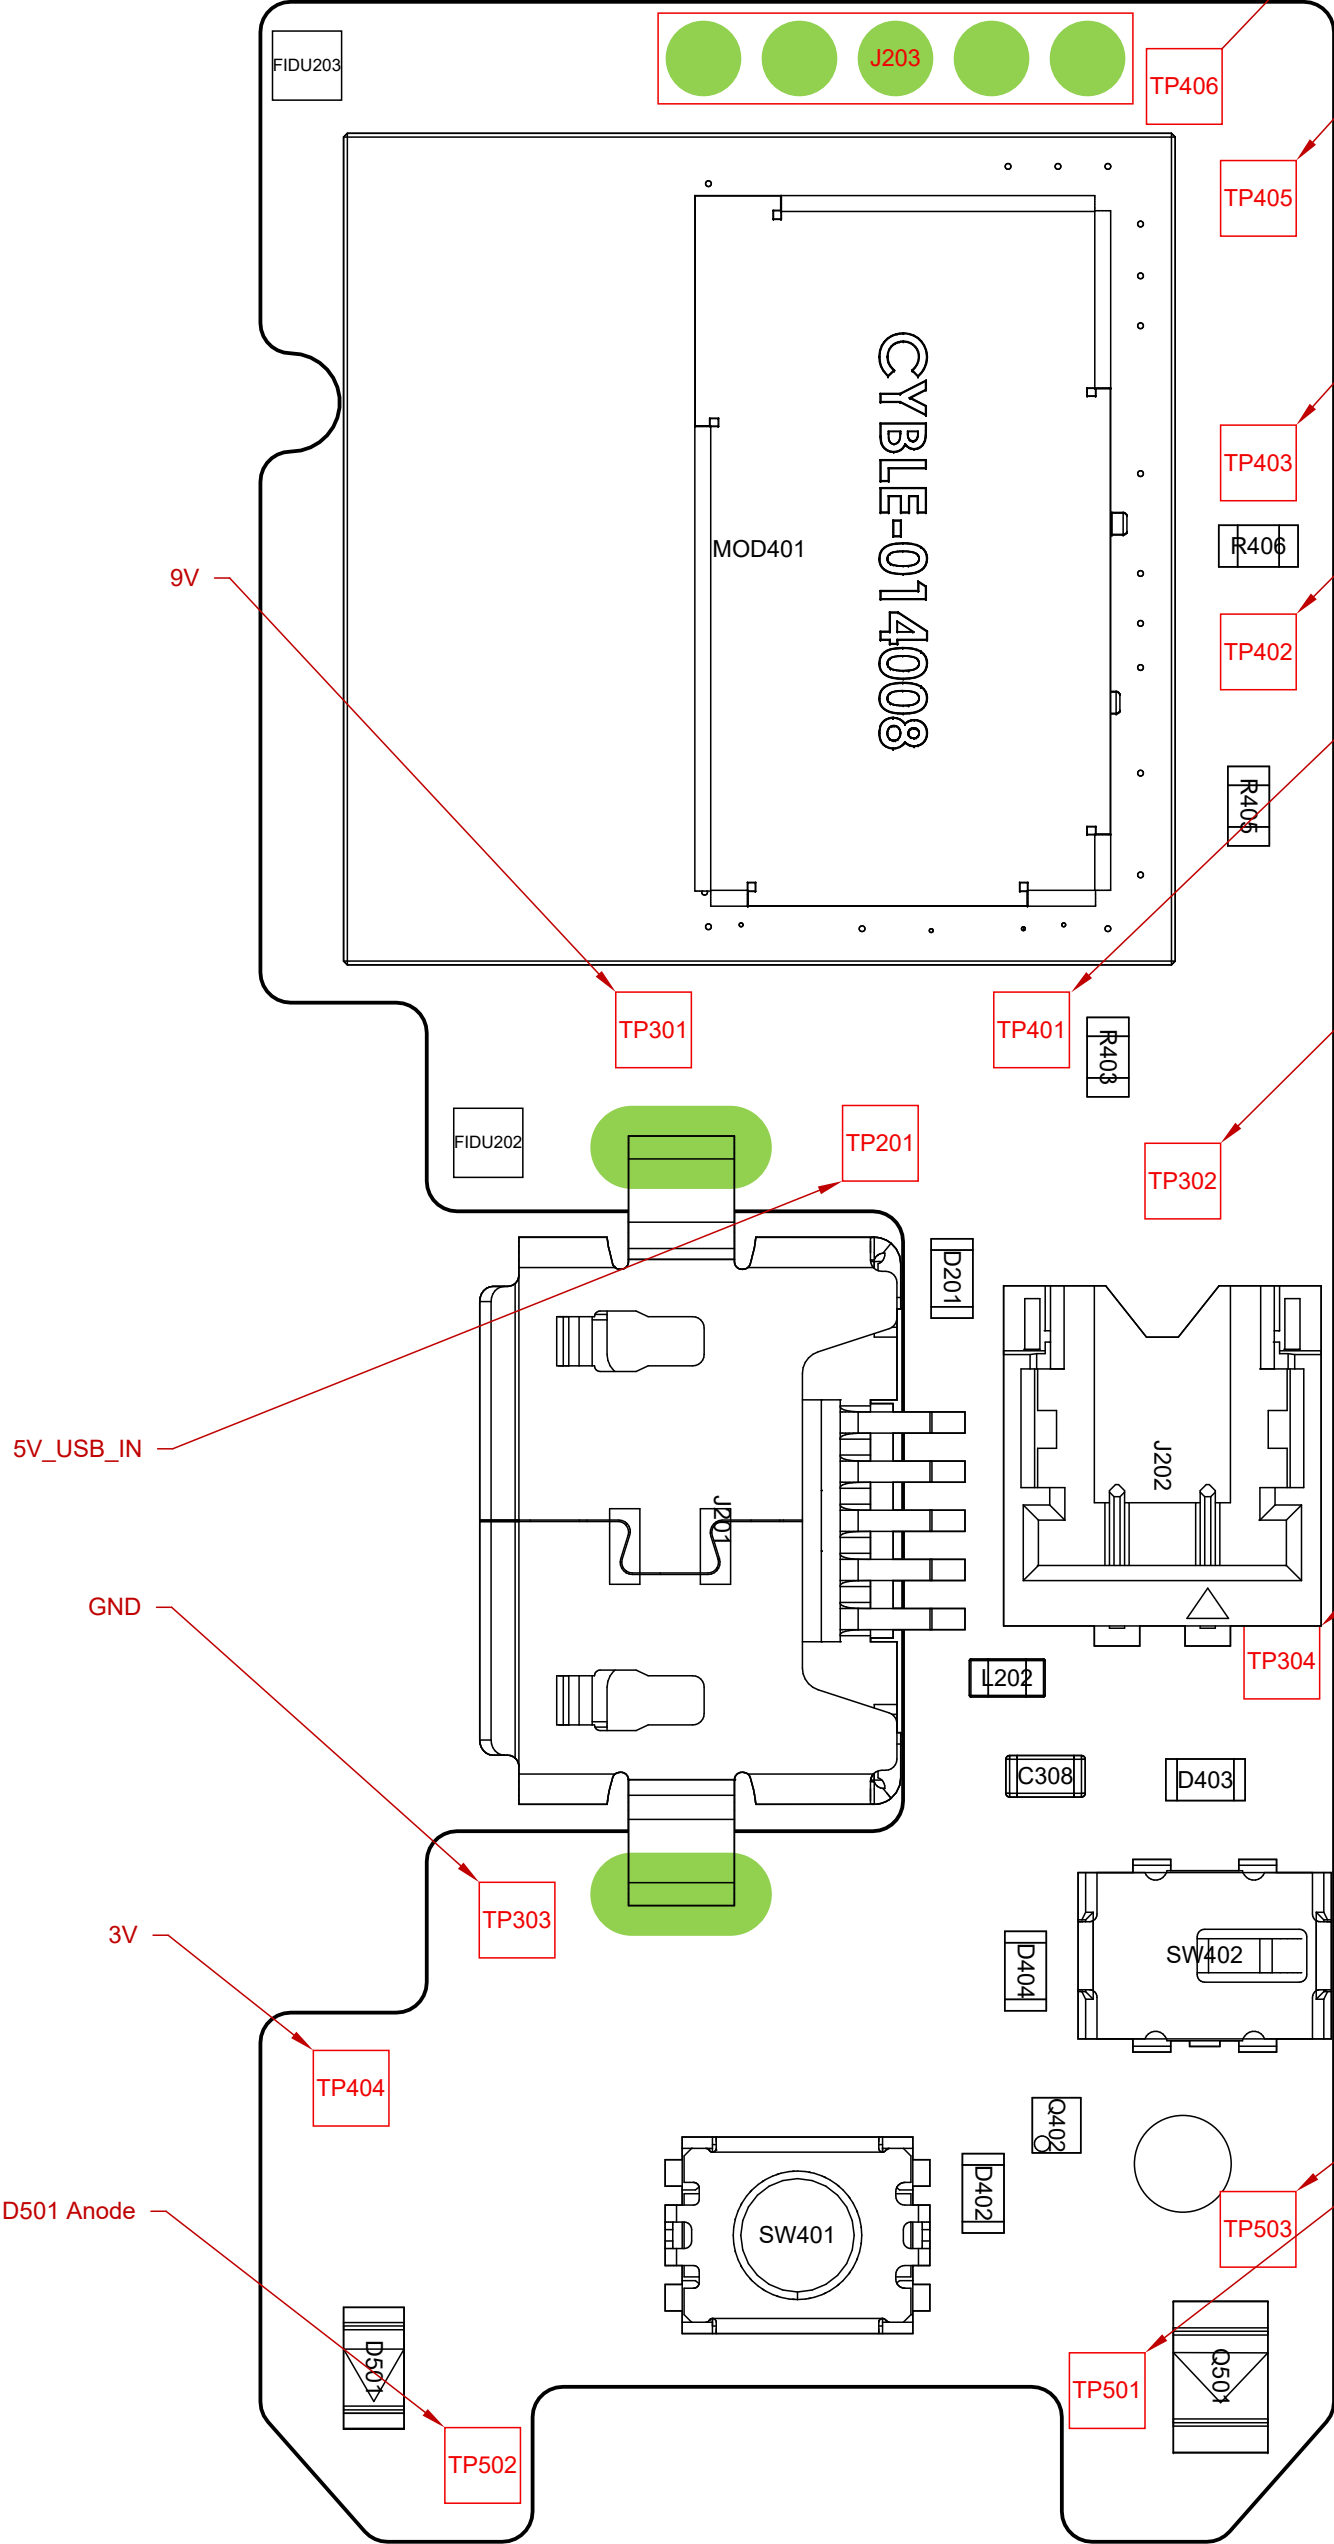 FIDU203
J203
TP406
TP405
CYBLE-014008
TP403
MOD401
R406
9V
TP402
R405
TP301
TP401
R403
FIDU202
TP201
TP302
D201
5V_USB_IN
J202
J201
GND
TP304
L202
C308
D403
TP303
3V
SW402
D404
TP404
Q402
D402
D501 Anode
TP503
SW401
D501
Q501
TP501
TP502